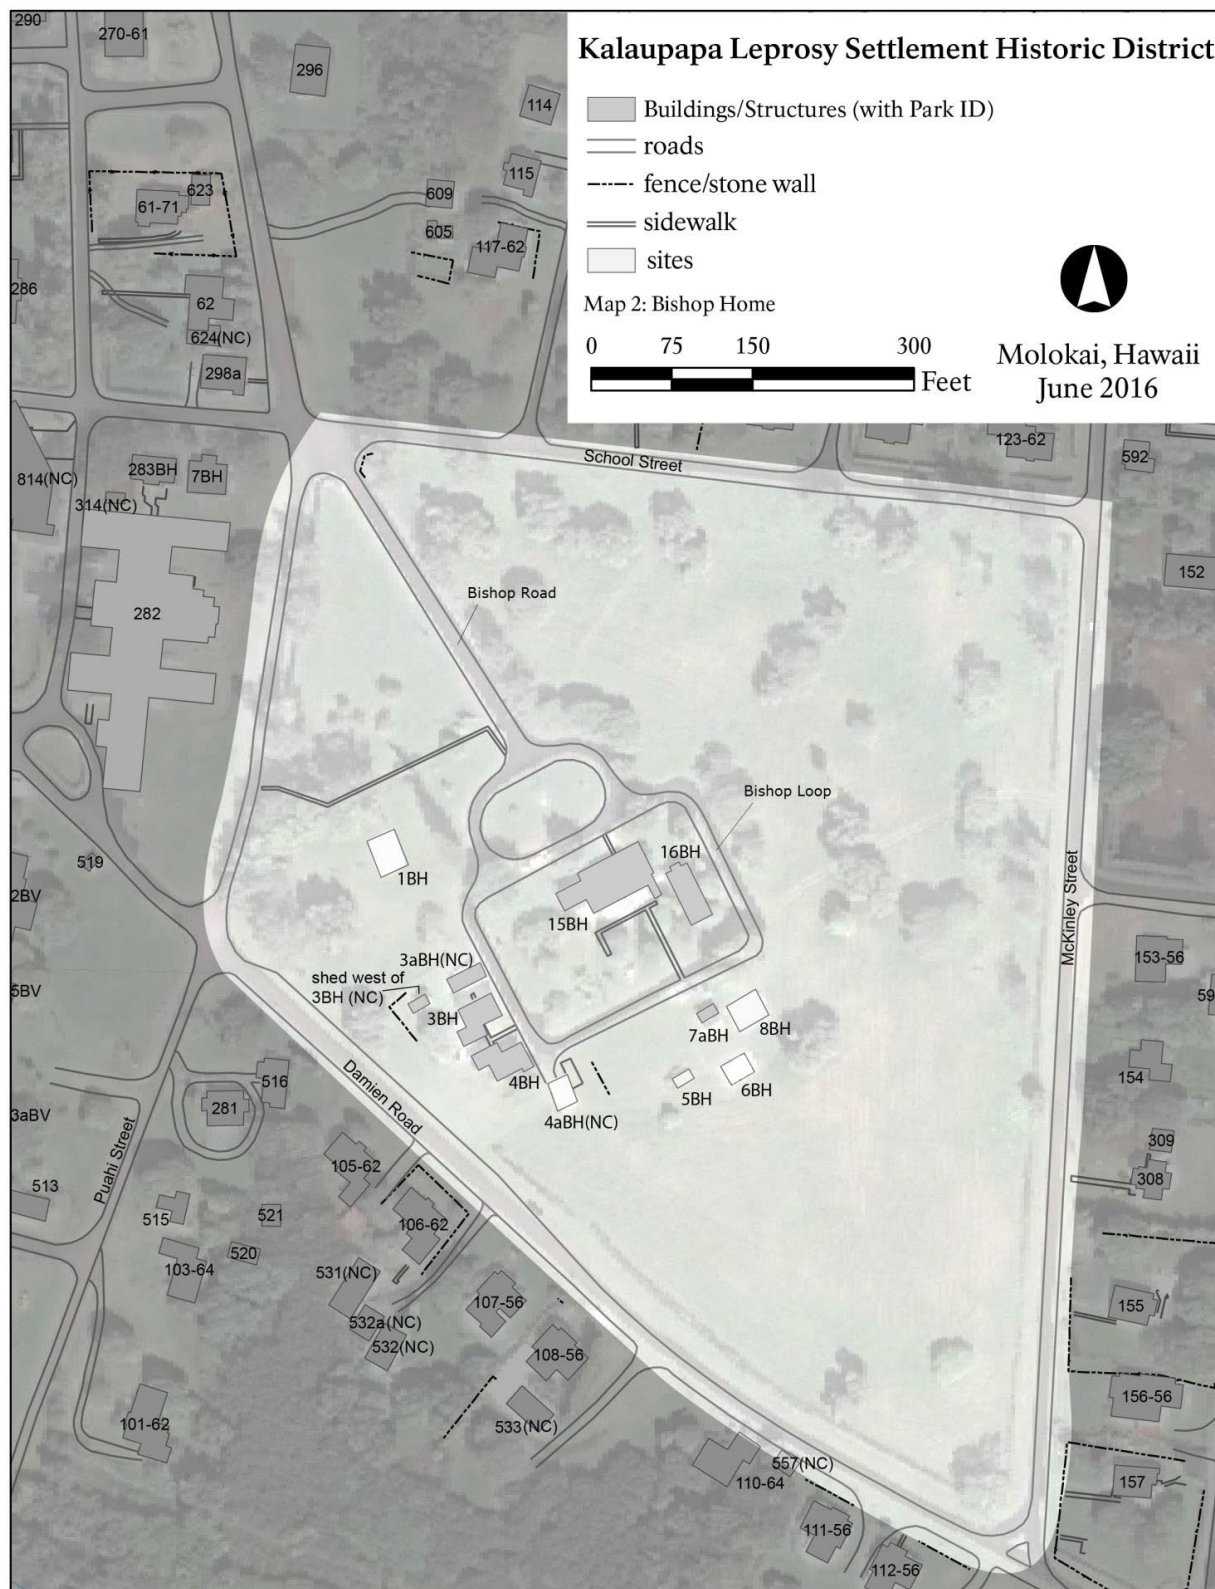 Kalaupapa Leprosy Settlement Historic District
Buildings/Structures (with Park ID)
roads
fence/stone wall
sidewalk
sites
Map 2: Bishop Home
0 75 150 300
Feet
Molokai, Hawaii
June 2016
290
270-61
296
114
115
623
61-71
609
605
117-62
286
62
624(NC)
298a
123-62
592
School Street
283BH
7BH
814(NC)
314(NC)
152
Bishop Road
282
Bishop Loop
519
1BH
16BH
2BV
15BH
McKinley Street
153-56
3aBH(NC)
shed west of
3BH (NC)
5BV
59
3BH
7aBH
8BH
154
516
4BH
5BH
6BH
281
Damien Road
4aBH(NC)
3aBV
309
308
105-62
Puahi Street
513
515
521
106-62
520
103-64
531(NC)
107-56
155
532a(NC)
532(NC)
108-56
156-56
101-62
533(NC)
557(NC)
110-64
157
111-56
112-56